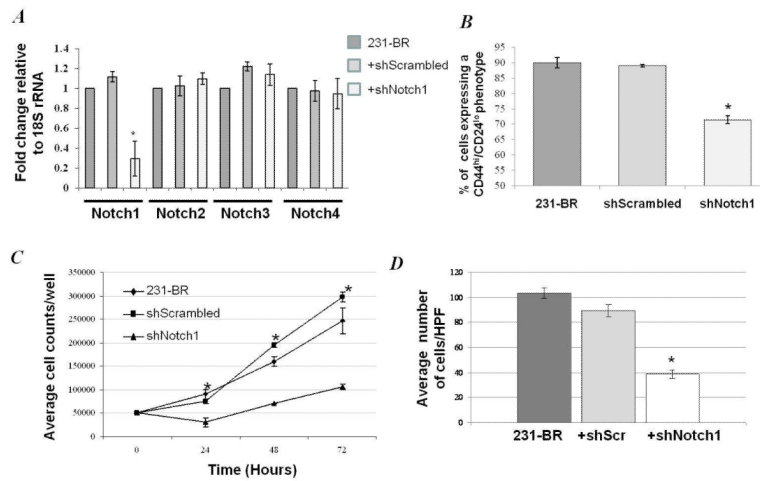 A
Fold change relative
to 18S rRNA
1.4
1.2
1
0.8
0.6
0.4
0.2
0
*
Notch1 Notch2 Notch3 Notch4
231-BR
+shScrambled
+shNotch1
B
% of cells expressing a
CD44hi/CD24lo phenotype
100
95
90
85
80
75
70
65
60
55
50
*
231-BR shScrambled shNotch1
C
Average cell counts/well
350000
300000
250000
200000
150000
100000
50000
0
231-BR
shScrambled
shNotch1
* * *
0 24 48 72
Time (Hours)
D
Average number
of cells/HPF
120
100
80
60
40
20
0
*
231-BR +shScr +shNotch1